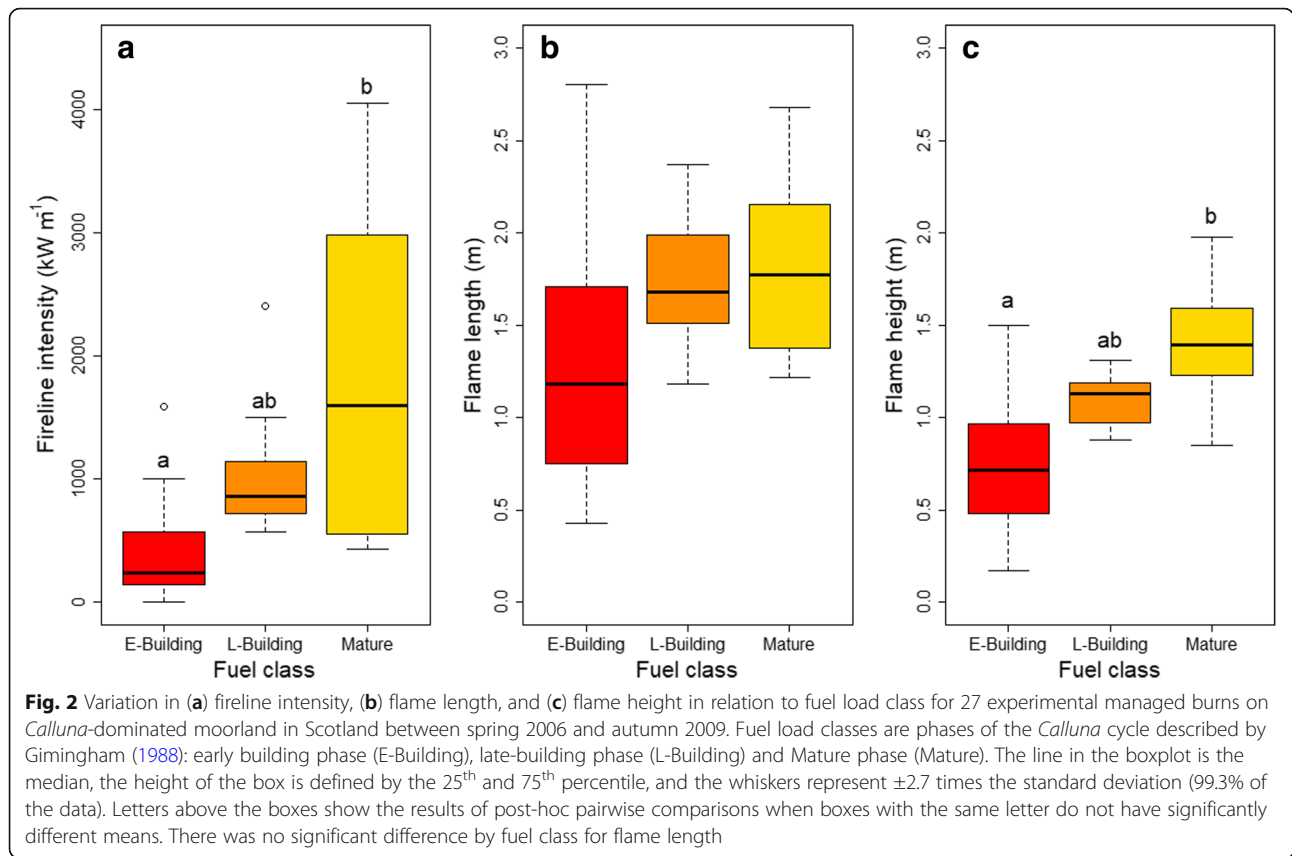 a
b
c
Fireline intensity (kW m⁻¹)
0
1000
2000
3000
4000
a
ab
b
E-Building
L-Building
Mature
Fuel class
Flame length (m)
0.0
0.5
1.0
1.5
2.0
2.5
3.0
E-Building
L-Building
Mature
Fuel class
Flame height (m)
0.0
0.5
1.0
1.5
2.0
2.5
3.0
a
ab
b
E-Building
L-Building
Mature
Fuel class
Fig. 2 Variation in (a) fireline intensity, (b) flame length, and (c) flame height in relation to fuel load class for 27 experimental managed burns on
Calluna-dominated moorland in Scotland between spring 2006 and autumn 2009. Fuel load classes are phases of the Calluna cycle described by
Gimingham (1988): early building phase (E-Building), late-building phase (L-Building) and Mature phase (Mature). The line in the boxplot is the
median, the height of the box is defined by the 25th and 75th percentile, and the whiskers represent ±2.7 times the standard deviation (99.3% of
the data). Letters above the boxes show the results of post-hoc pairwise comparisons when boxes with the same letter do not have significantly
different means. There was no significant difference by fuel class for flame length